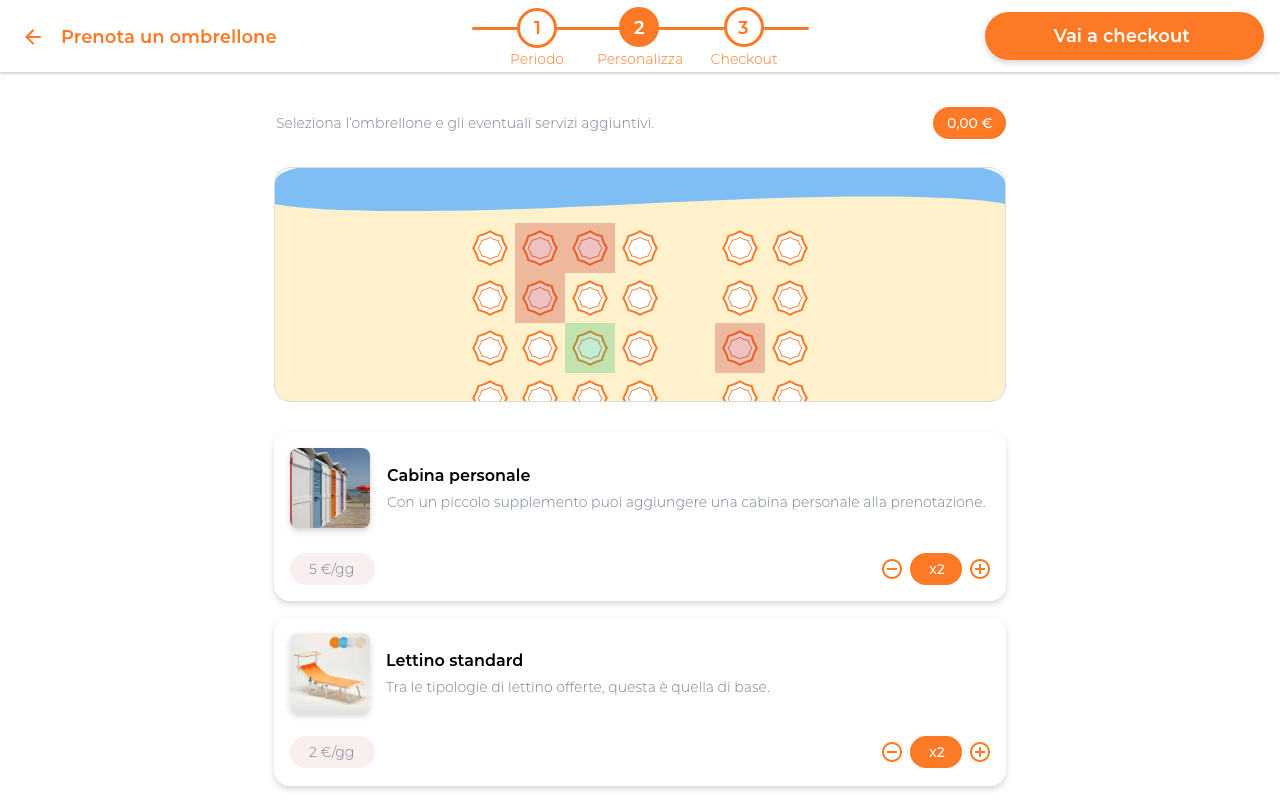 Prenota un ombrellone
1
2
3
Periodo
Personalizza
Checkout
Vai a checkout
Seleziona l'ombrellone e gli eventuali servizi aggiuntivi.
0,00 €
Cabina personale
Con un piccolo supplemento puoi aggiungere una cabina personale alla prenotazione.
5 €/gg
x2
Lettino standard
Tra le tipologie di lettino offerte, questa è quella di base.
2 €/gg
x2